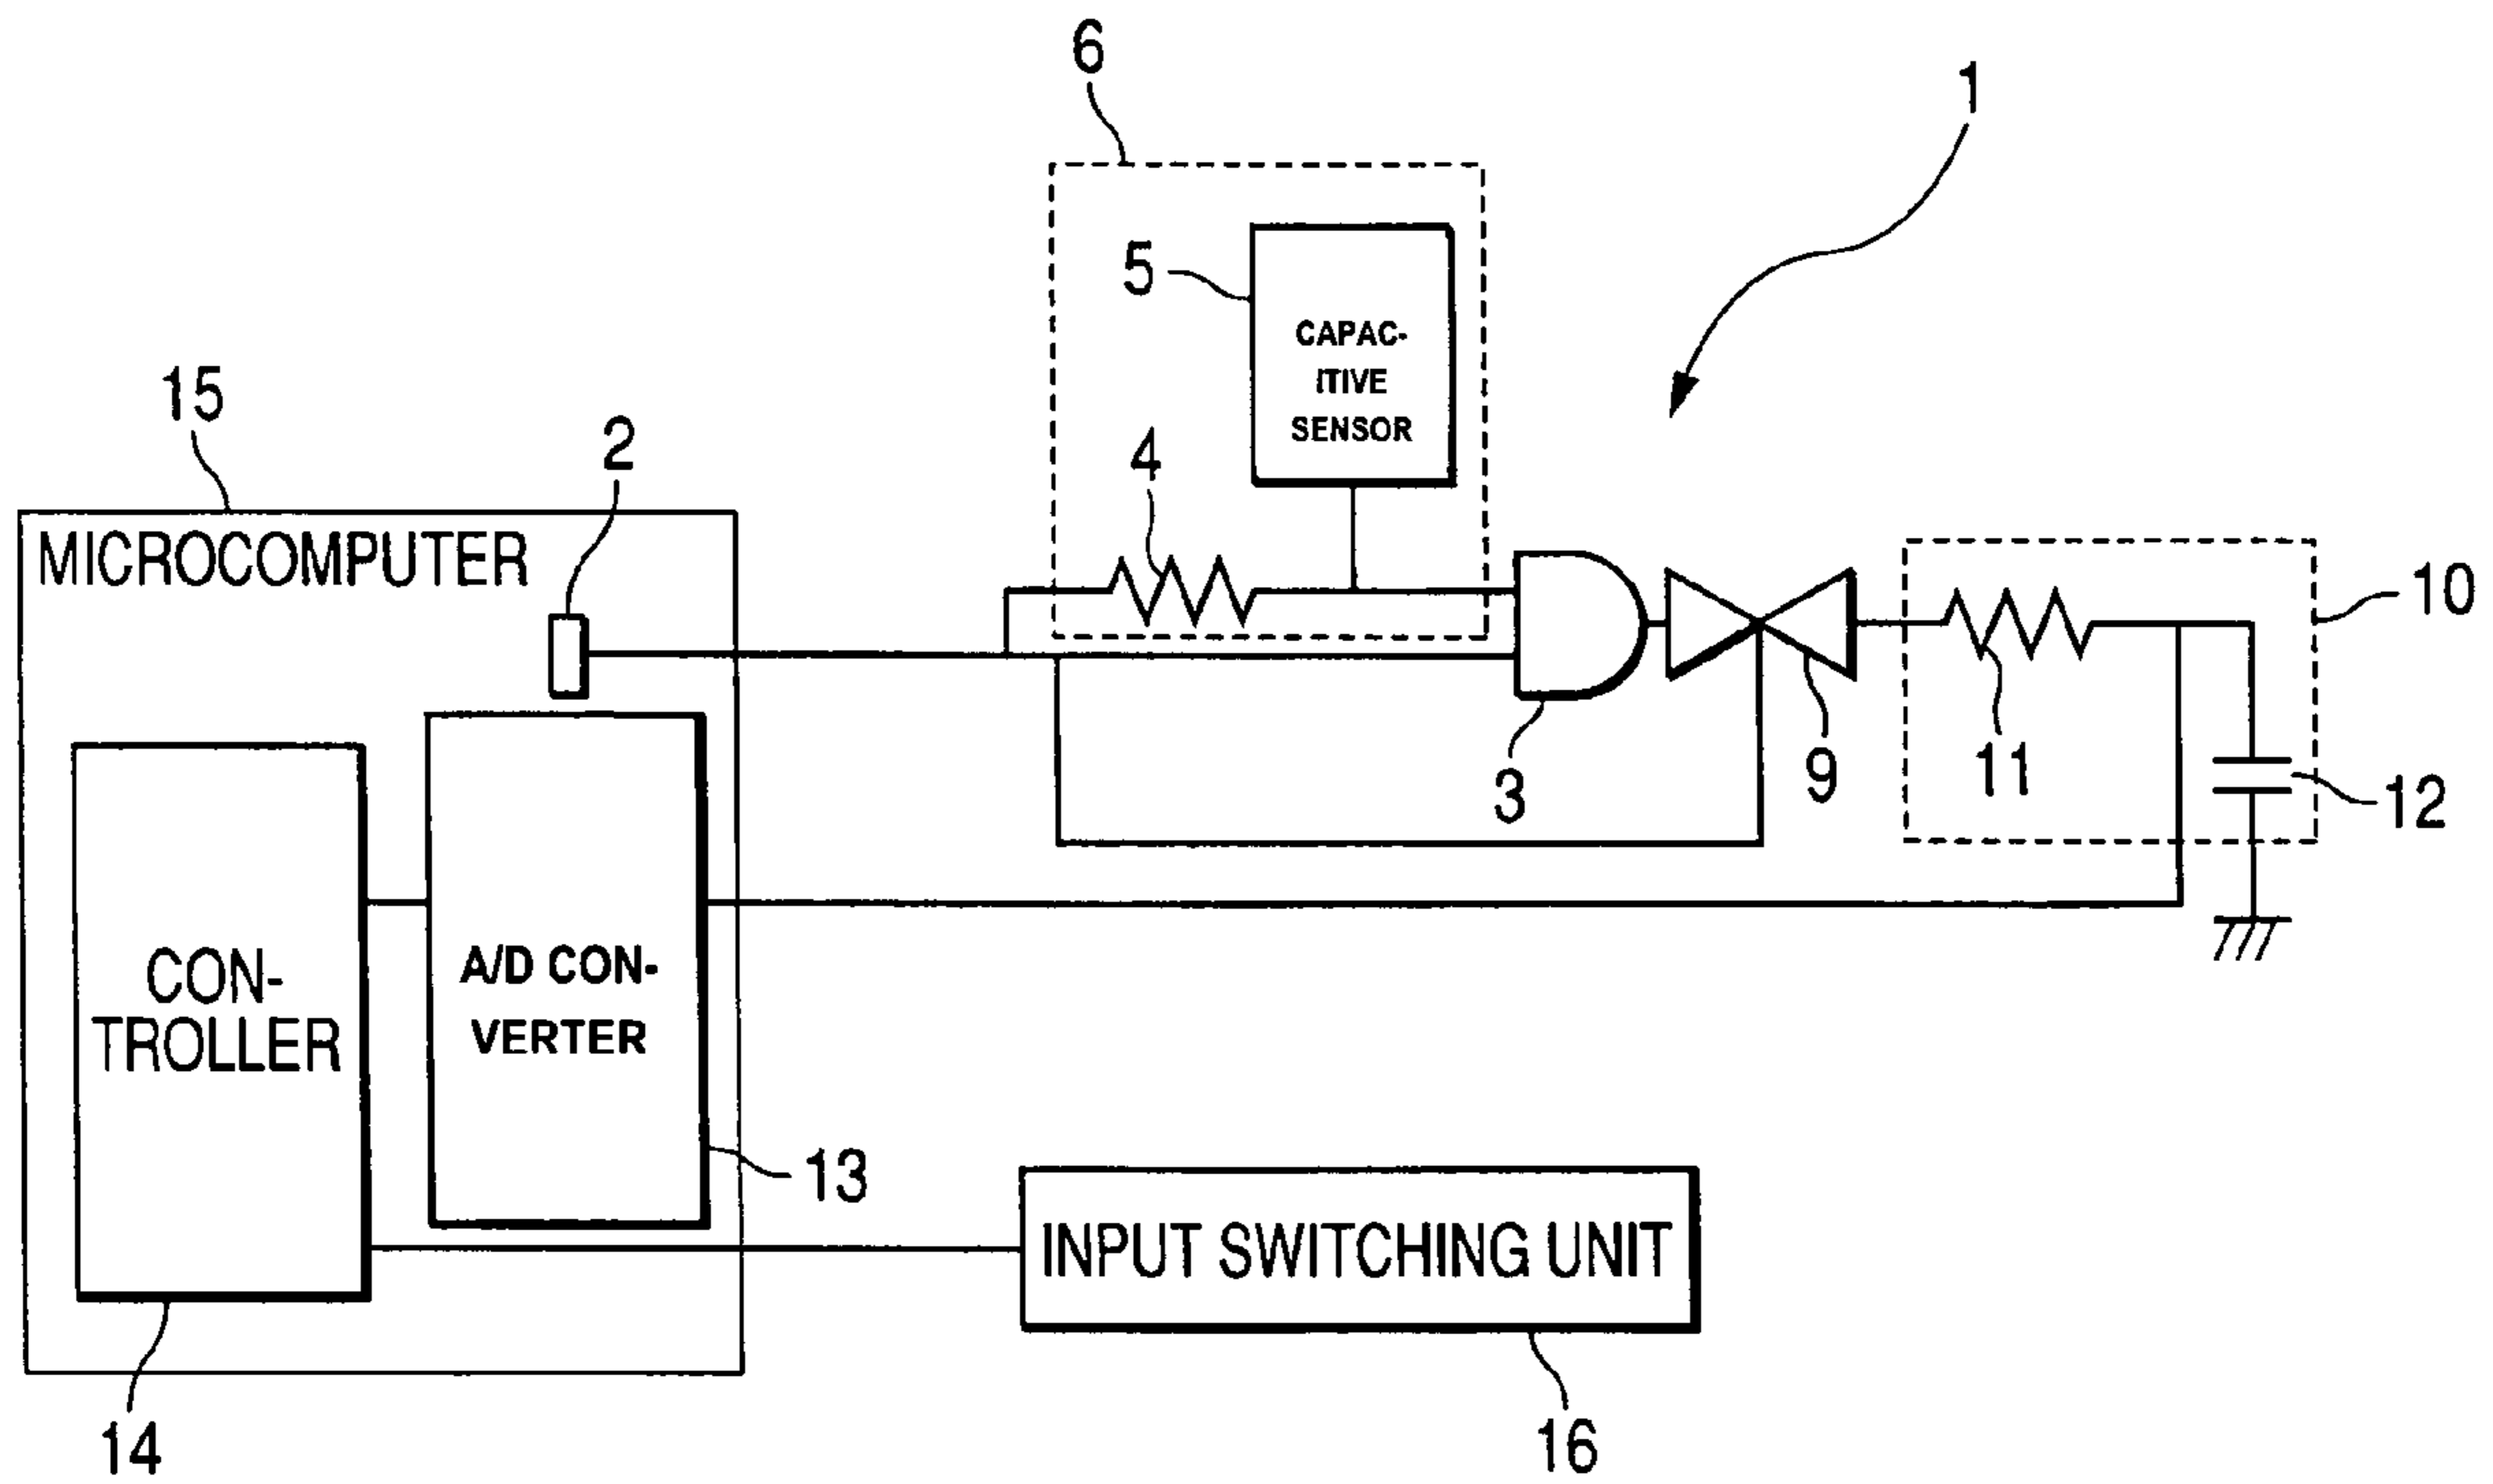 6
1
5
CAPAC-
ITIVE
SENSOR
15
2
4
MICROCOMPUTER
10
3
9
11
12
CON-
TROLLER
A/D CON-
VERTER
13
INPUT SWITCHING UNIT
14
16